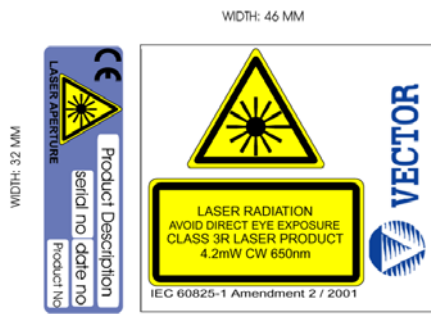 WIDTH: 46 MM
WIDTH: 32 MM
CE
LASER APERTURE
Product Description
serial no
date no
Product No
LASER RADIATION
AVOID DIRECT EYE EXPOSURE
CLASS 3R LASER PRODUCT
4.2mW CW 650nm
IEC 60825-1 Amendment 2 / 2001
VECTOR